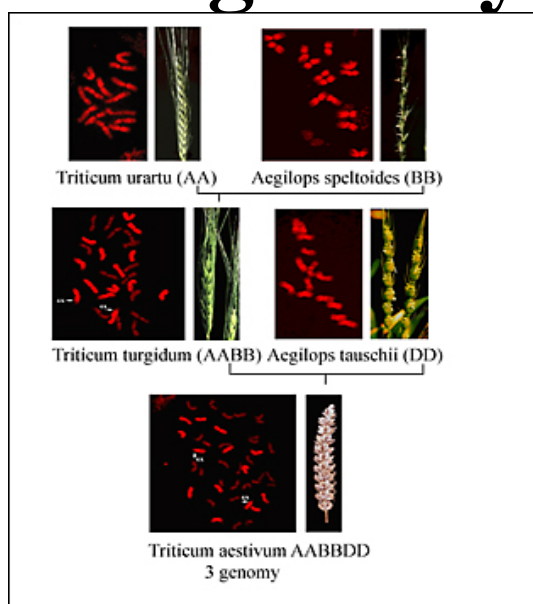 Triticum urartu (AA) Aegilops speltoides (BB)
Triticum turgidum (AABB) Aegilops tauschii (DD)
Triticum aestivum AABBDD
3 genomy